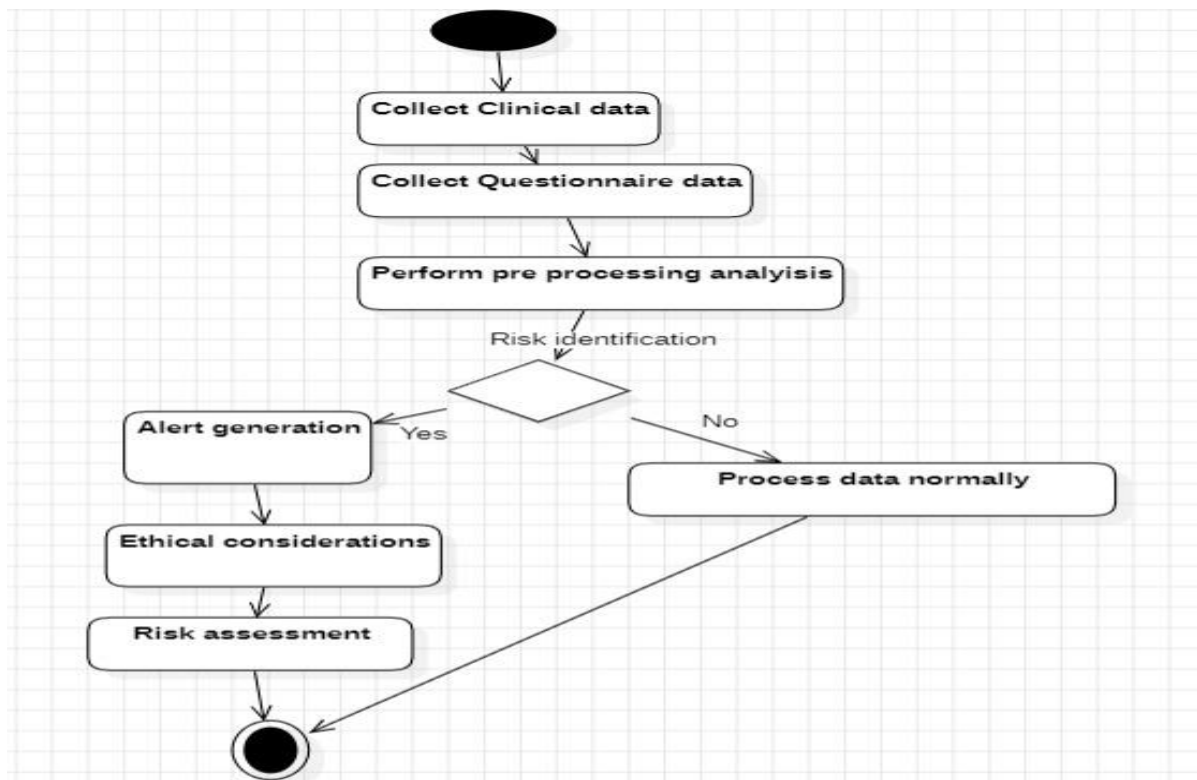 Collect Clinical data
Collect Questionnaire data
Perform pre processing analyisis
Risk identification
Alert generation
Yes
No
Process data normally
Ethical considerations
Risk assessment